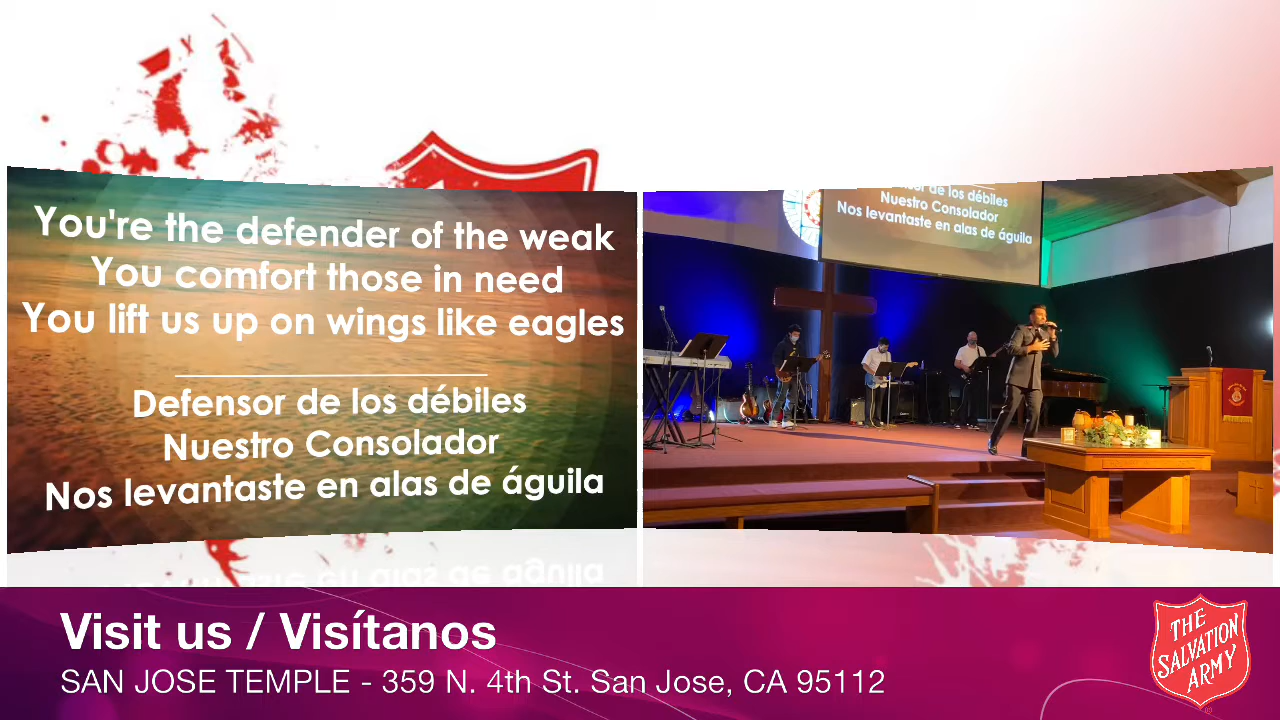 You're the defender of the weak
You comfort those in need
You lift us up on wings like eagles
Defensor de los débiles
Nuestro Consolador
Nos levantaste en alas de águila
de los débiles
Nuestro Consolador
Nos levantaste en alas de águila
Visit us / Visítanos
SAN JOSE TEMPLE - 359 N. 4th St. San Jose, CA 95112
THE
SALVATION
ARMY